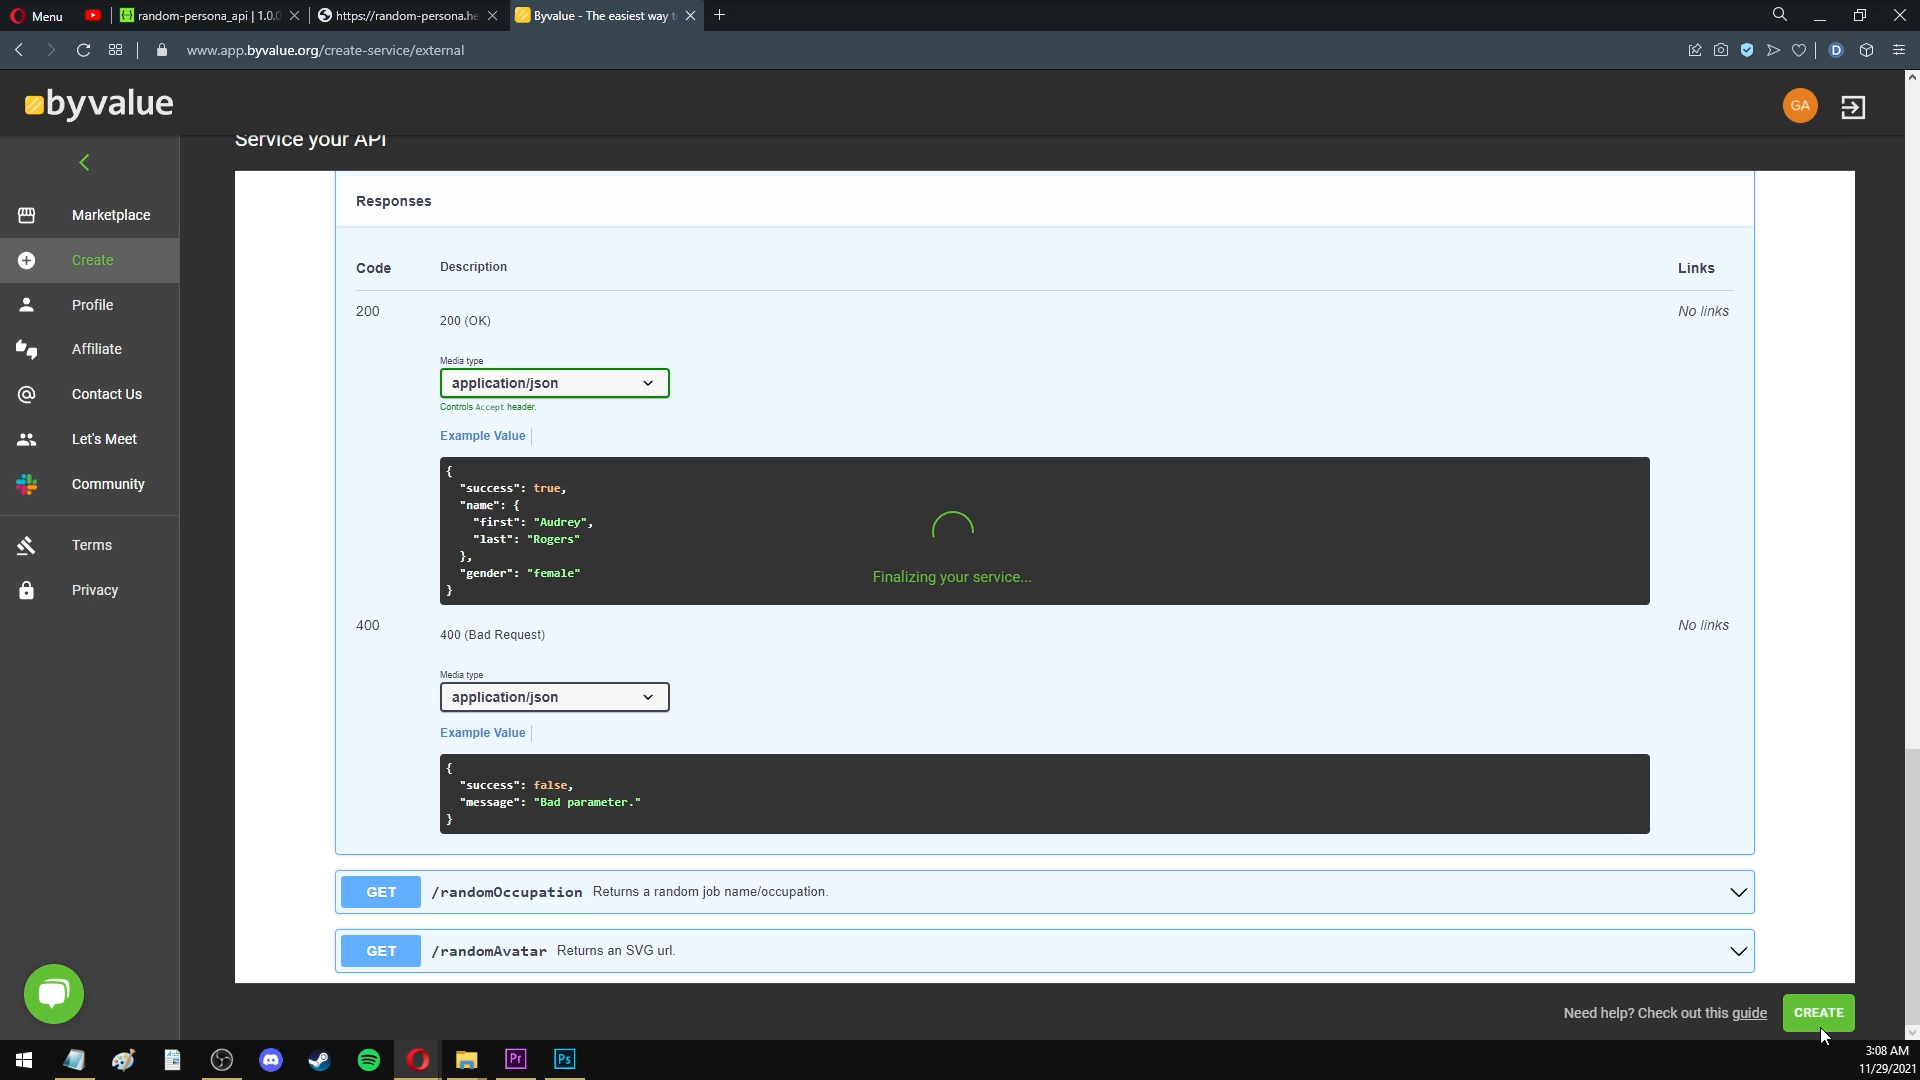 Menu
random-persona_api | 1.0.0
https://random-persona.he
Byvalue - The easiest way t
www.app.byvalue.org/create-service/external
D
byvalue
GA
Service your API
Marketplace
Create
Profile
Affiliate
Contact Us
Let's Meet
Community
Terms
Privacy
Responses
Code
Description
Links
200
200 (OK)
No links
Media type
application/json
Controls Accept header.
Example Value
{
"success": true,
"name": {
"first": "Audrey",
"last": "Rogers"
},
"gender": "female"
}
Finalizing your service...
400
400 (Bad Request)
No links
Media type
application/json
Example Value
{
"success": false,
"message": "Bad parameter."
}
GET /randomOccupation Returns a random job name/occupation.
GET /randomAvatar Returns an SVG url.
Need help? Check out this guide
CREATE
Pr
Ps
3:08 AM
11/29/2021